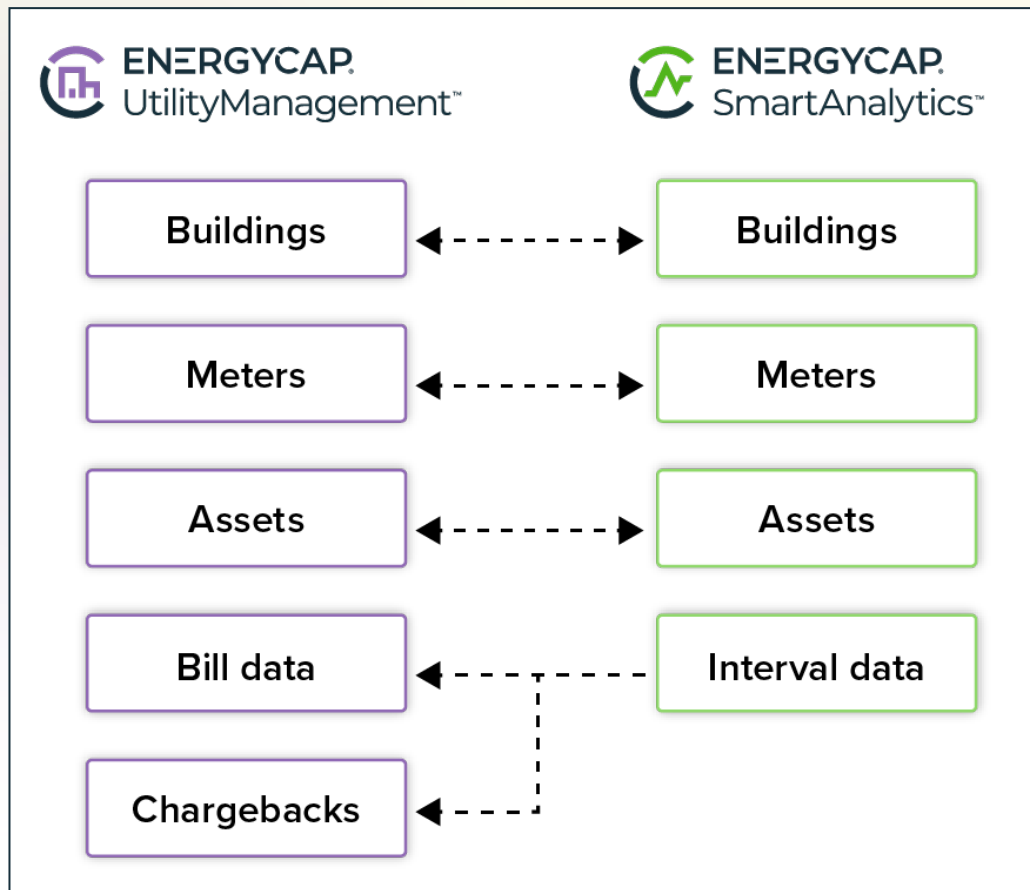 ENERGYCAP®
UtilityManagement™
ENERGYCAP®
SmartAnalytics™
Buildings
Buildings
Meters
Meters
Assets
Assets
Bill data
Interval data
Chargebacks